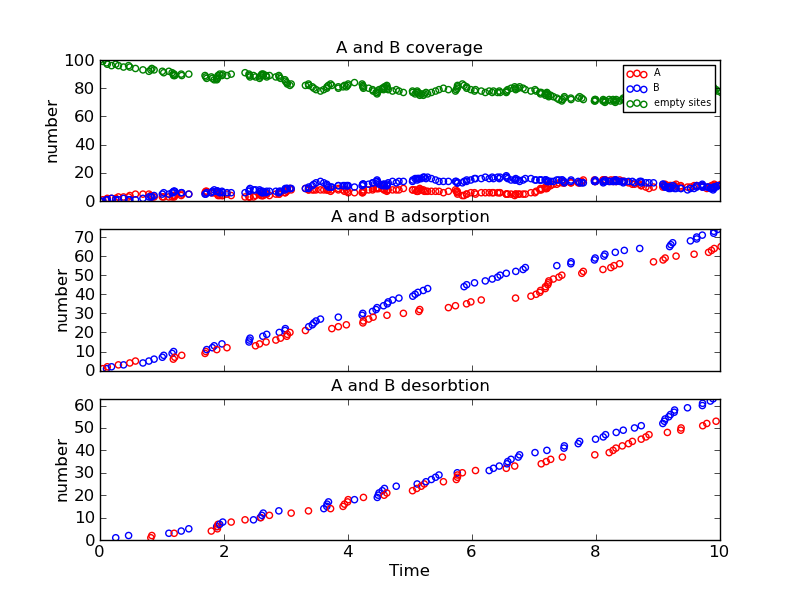 A and B coverage
100
80
60
40
20
0
number
A
B
empty sites
A and B adsorption
70
60
50
40
30
20
10
0
number
A and B desorbtion
60
50
40
30
20
10
0
number
0 2 4 6 8 10
Time